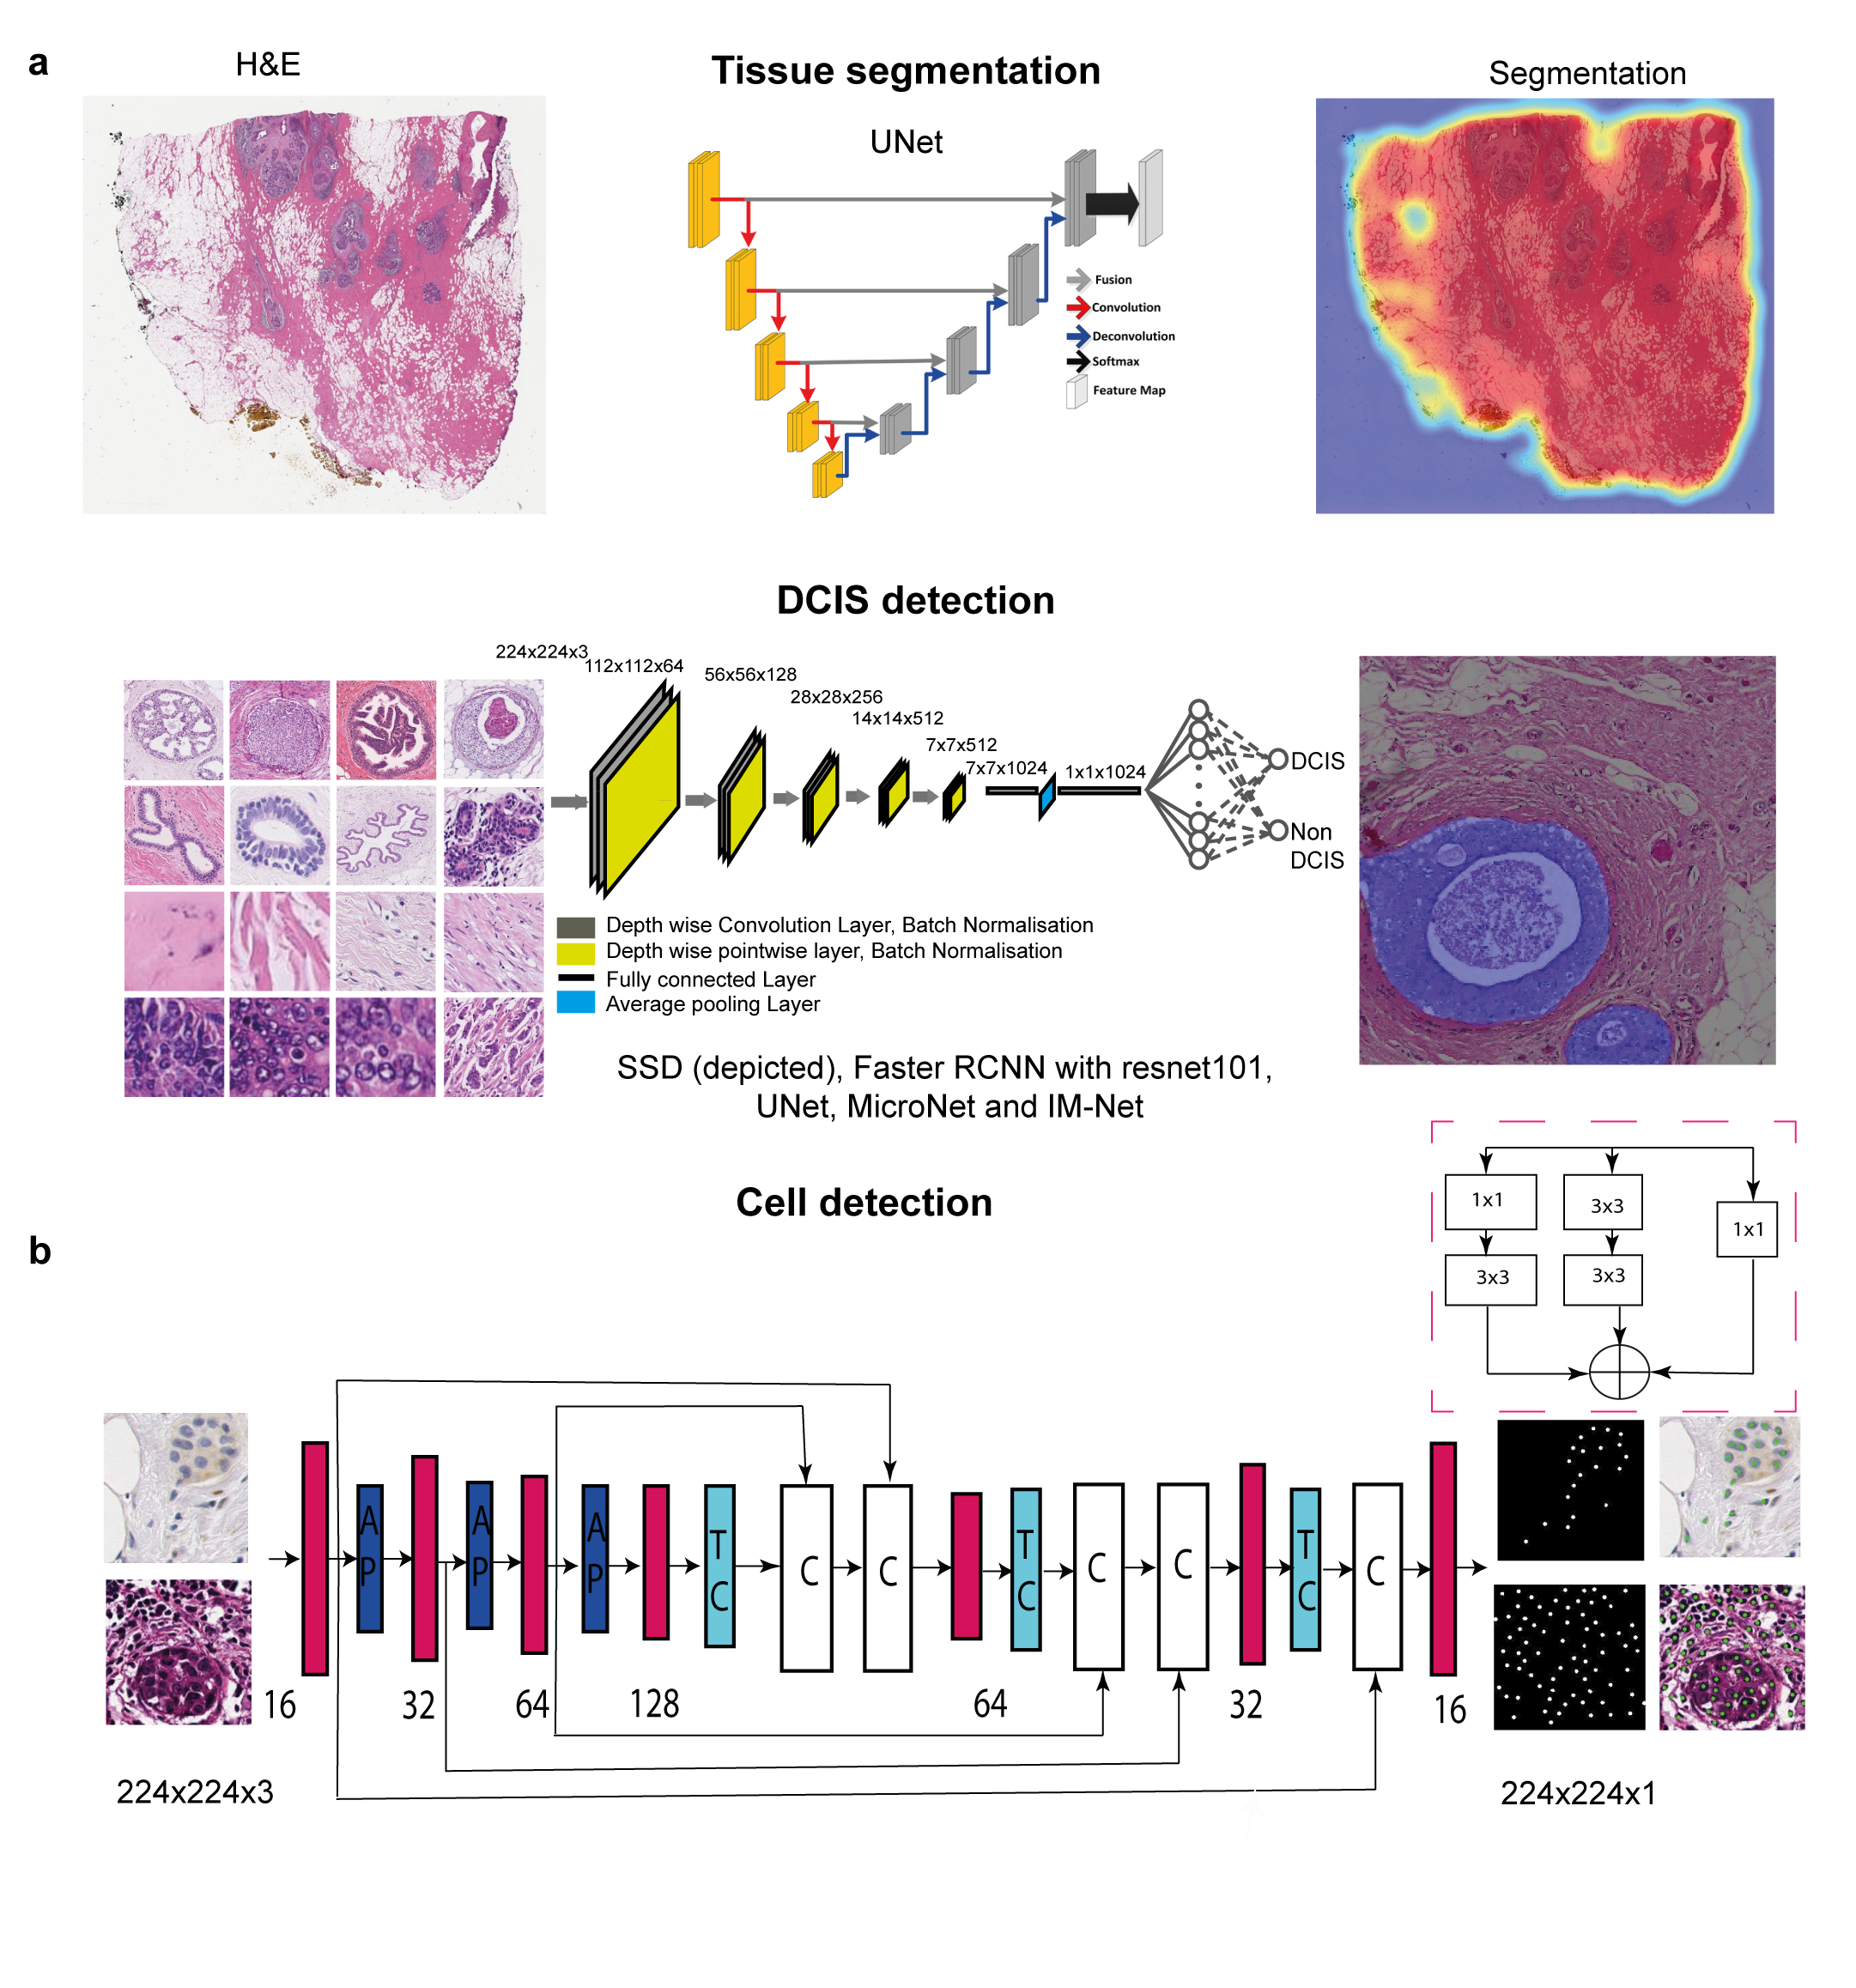 a
H&E
Tissue segmentation
Segmentation
UNet
Fusion
Convolution
Deconvolution
Softmax
Feature Map
DCIS detection
224x224x3
112x112x64
56x56x128
28x28x256
14x14x512
7x7x512
7x7x1024
1x1x1024
DCIS
Non
DCIS
Depth wise Convolution Layer, Batch Normalisation
Depth wise pointwise layer, Batch Normalisation
Fully connected Layer
Average pooling Layer
SSD (depicted), Faster RCNN with resnet101,
UNet, MicroNet and IM-Net
Cell detection
b
1x1
3x3
1x1
3x3
3x3
AP
AP
AP
TC
C
C
TC
C
C
TC
C
16
32
64
128
64
32
16
224x224x3
224x224x1